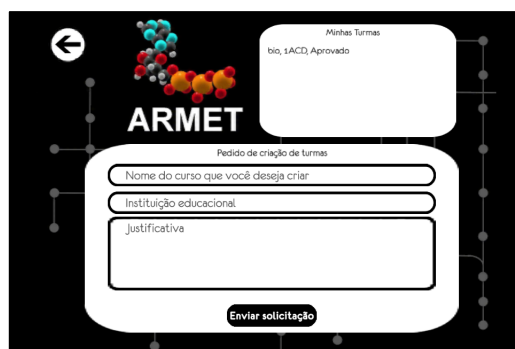 ARMET
Minhas Turmas
bio, 1ACD, Aprovado
Pedido de criação de turmas
Nome do curso que você deseja criar
Instituição educacional
Justificativa
Enviar solicitação